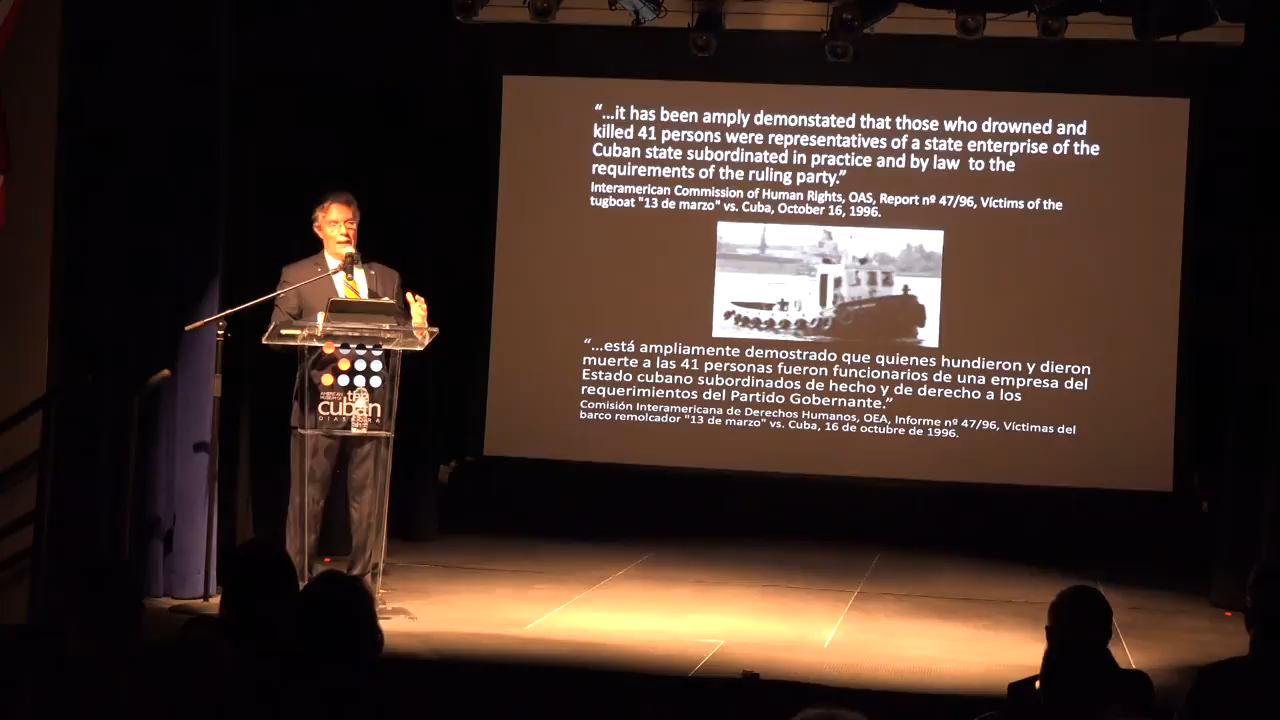 “...it has been amply demonstated that those who drowned and
killed 41 persons were representatives of a state enterprise of the
Cuban state subordinated in practice and by law to the
requirements of the ruling party.”
Interamerican Commission of Human Rights, OAS, Report nº 47/96, Víctims of the
tugboat "13 de marzo" vs. Cuba, October 16, 1996.
“...está ampliamente demostrado que quienes hundieron y dieron
muerte a las 41 personas fueron funcionarios de una empresa del
Estado cubano subordinados de hecho y de derecho a los
requerimientos del Partido Gobernante.”
Comisión Interamericana de Derechos Humanos, OEA, Informe nº 47/96, Víctimas del
barco remolcador "13 de marzo" vs. Cuba, 16 de octubre de 1996.
AMERICAN
MUSEUM OF
the
cuban
DIASPORA